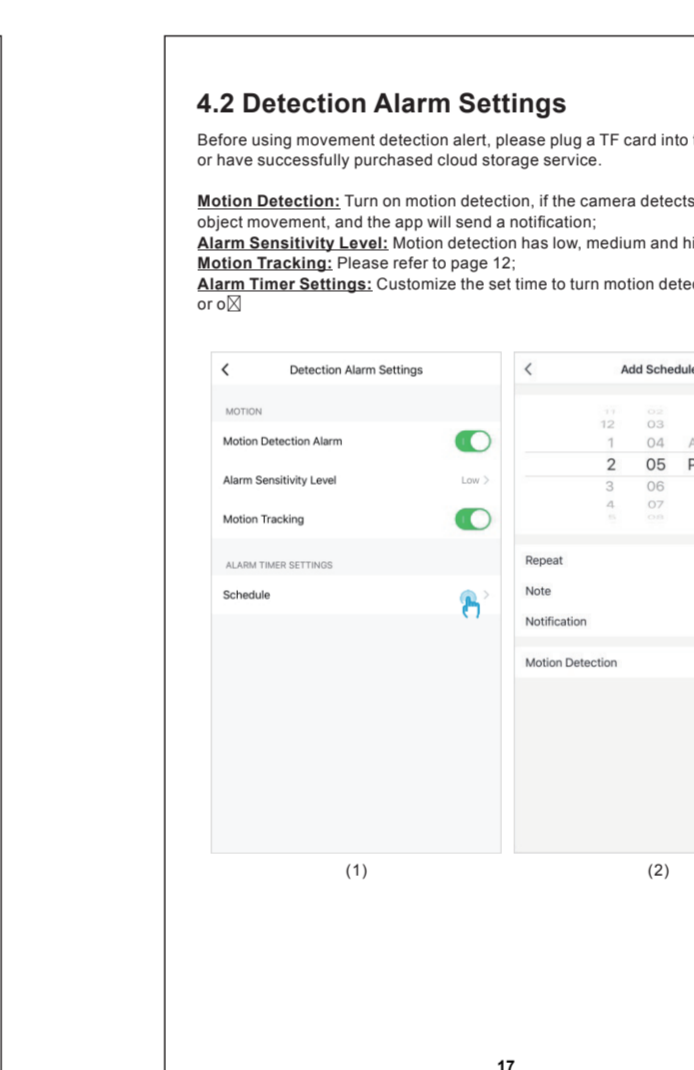 4.2 Detection Alarm Settings
Before using movement detection alert, please plug a TF card into
or have successfully purchased cloud storage service.
Motion Detection: Turn on motion detection, if the camera detects
object movement, and the app will send a notification;
Alarm Sensitivity Level: Motion detection has low, medium and
Motion Tracking: Please refer to page 12;
Alarm Timer Settings: Customize the set time to turn motion
or o
Detection Alarm Settings
MOTION
Motion Detection Alarm
Alarm Sensitivity Level
Low >
Motion Tracking
ALARM TIMER SETTINGS
Schedule
(1)
Add Schedule
11 02
12 03
1 04 A
2 05 P
3 06
4 07
5 08
Repeat
Note
Notification
Motion Detection
(2)
17